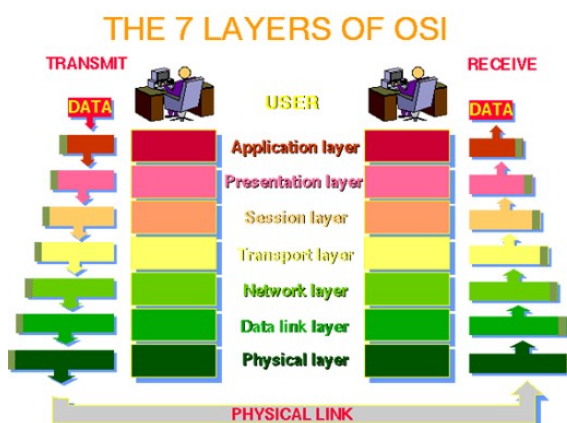 THE 7 LAYERS OF OSI
TRANSMIT
RECEIVE
DATA
USER
DATA
Application layer
Presentation layer
Session layer
Transport layer
Network layer
Data link layer
Physical layer
PHYSICAL LINK